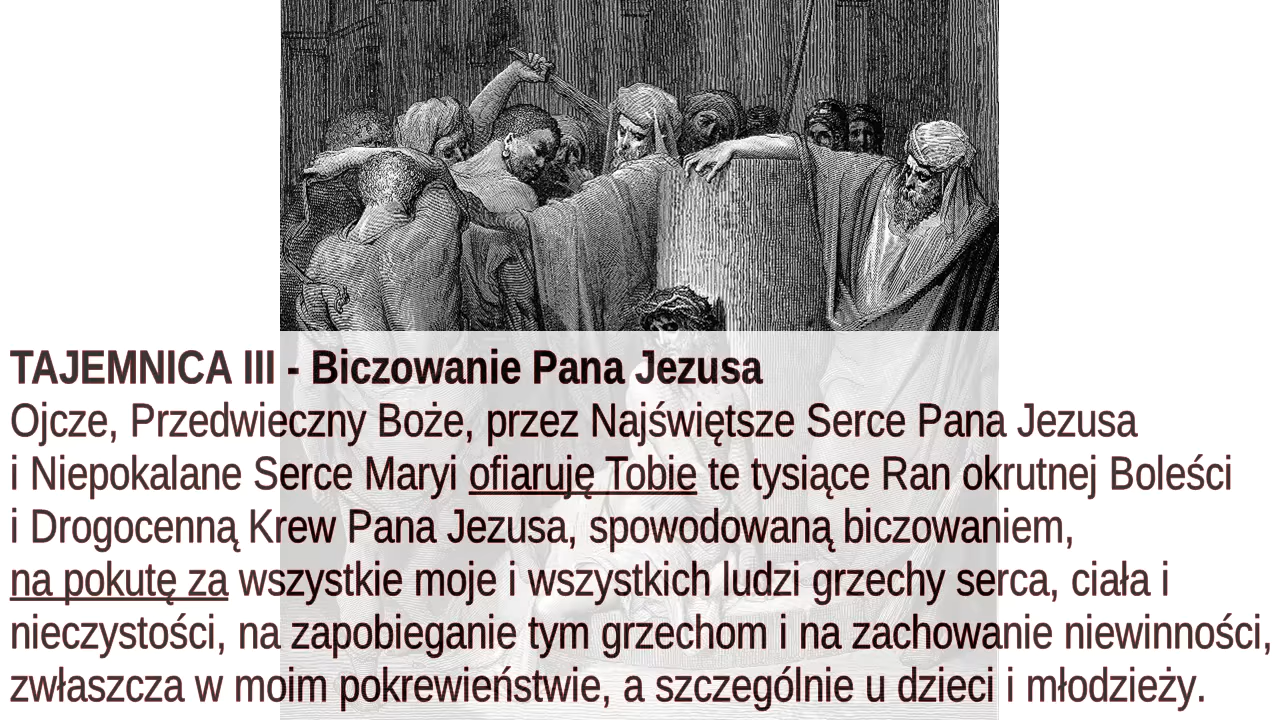 TAJEMNICA III - Biczowanie Pana Jezusa
Ojcze, Przedwieczny Boże, przez Najświętsze Serce Pana Jezusa
i Niepokalane Serce Maryi ofiaruję Tobie te tysiące Ran okrutnej Boleści
i Drogocenną Krew Pana Jezusa, spowodowaną biczowaniem,
na pokutę za wszystkie moje i wszystkich ludzi grzechy serca, ciała i
nieczystości, na zapobieganie tym grzechom i na zachowanie niewinności,
zwłaszcza w moim pokrewieństwie, a szczególnie u dzieci i młodzieży.